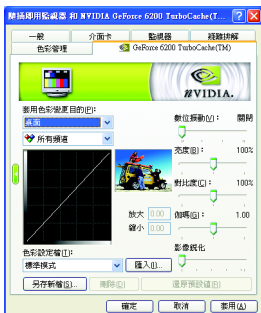 隨插即用監視器 和 NVIDIA GeForce 6200 TurboCache(T...
一般
介面卡
監視器
疑難排解
色彩管理
GeForce 6200 TurboCache(TM)
NVIDIA.
套用色彩變更目的(P):
桌面
所有頻道
數位振動(V): 關閉
亮度(B): 100%
對比度(C): 100%
放大 0.00
縮小 0.00
伽瑪(G): 1.00
影像銳化
色彩設定檔(T):
標準模式
匯入(I)...
另存新檔(S)...
刪除(D)
還原預設值(R)
確定
取消
套用(A)